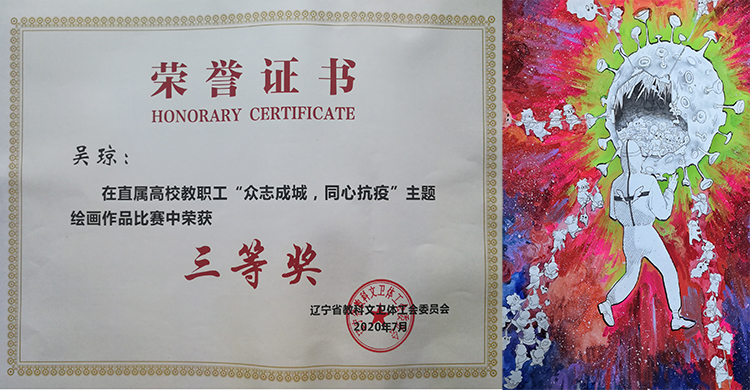 荣誉证书
HONORARY CERTIFICATE
吴琼：
在直属高校教职工“众志成城，同心抗疫”主题
绘画作品比赛中荣获
三等奖
辽宁省教科文卫体工会委员会
2020年7月